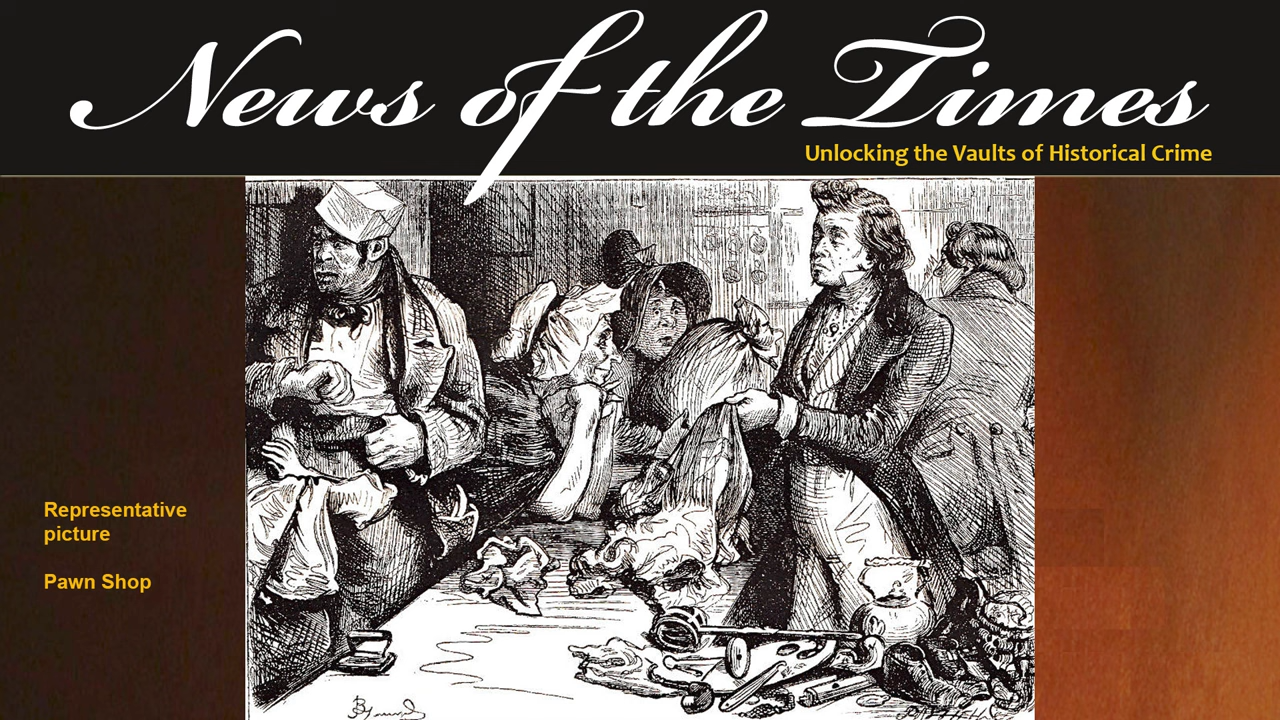 News of the Times
Unlocking the Vaults of Historical Crime
Representative
picture
Pawn Shop